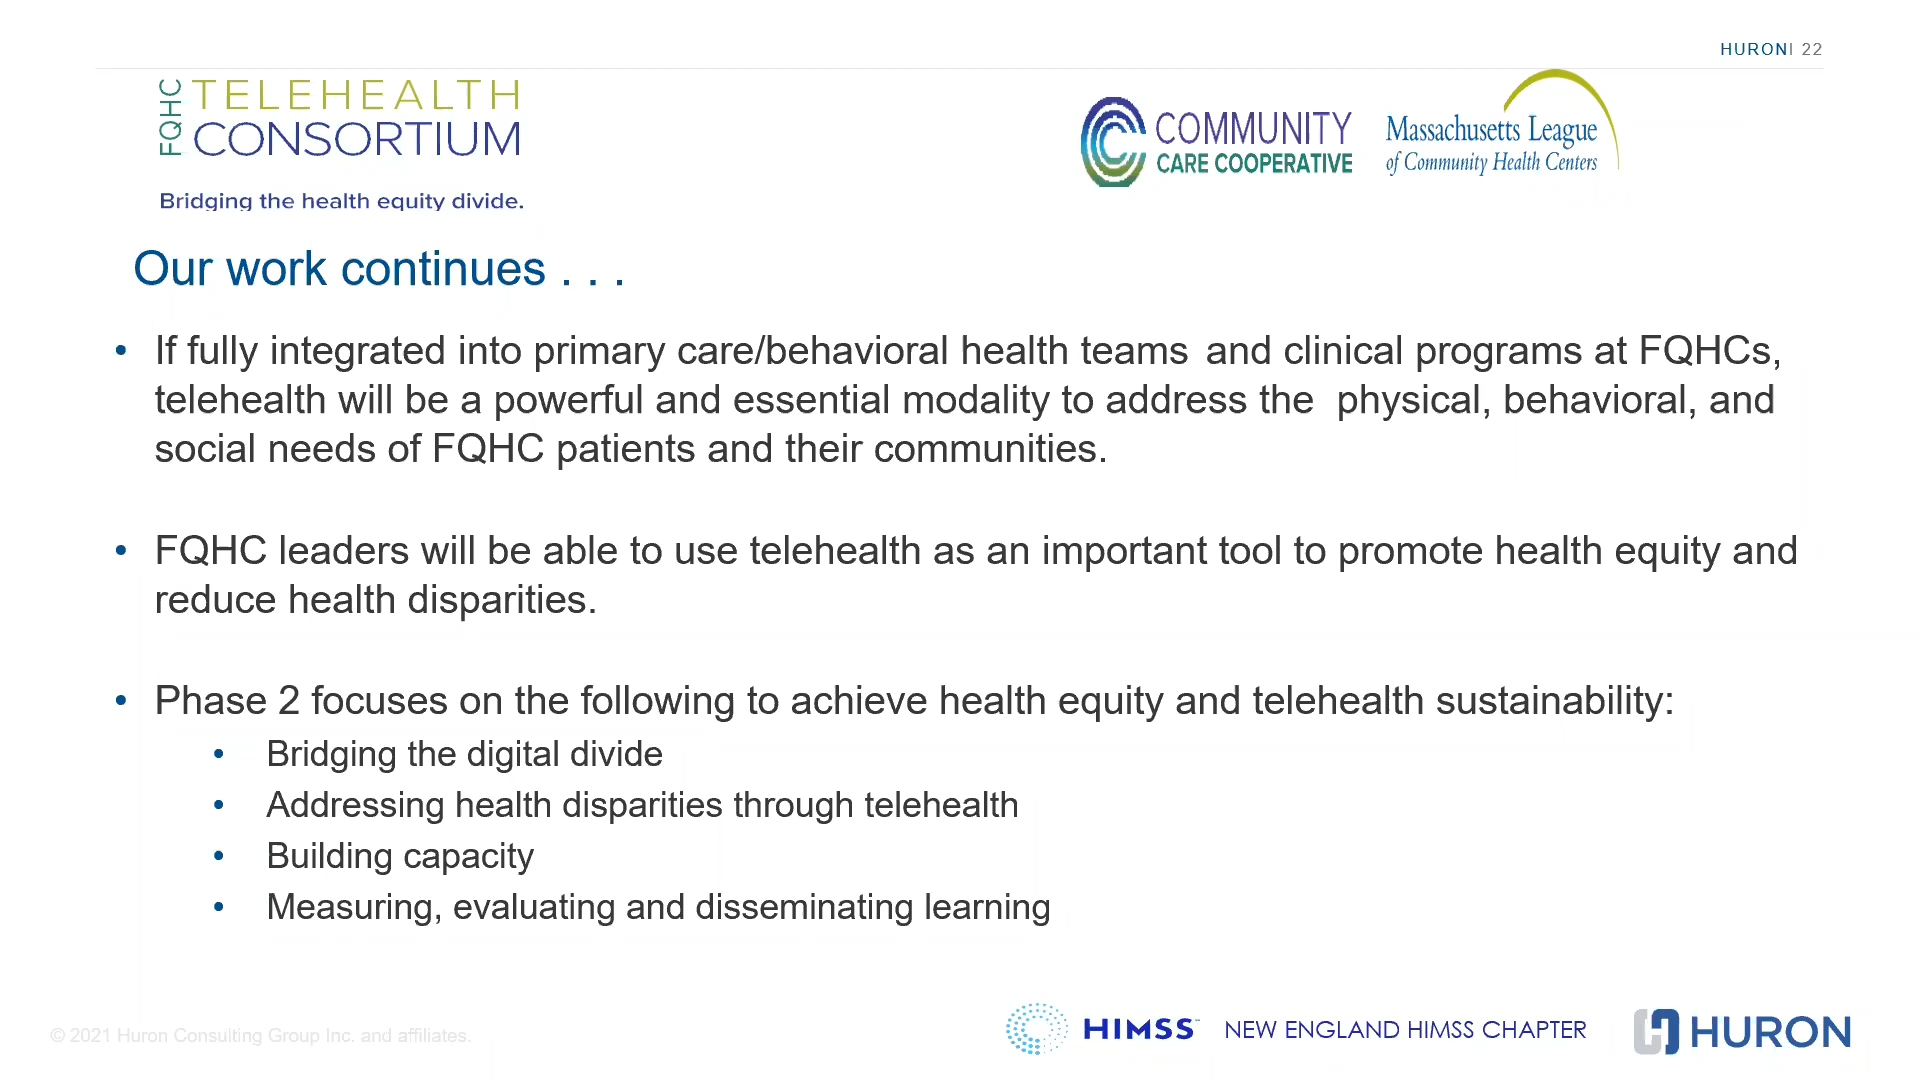 HURON| 22
FQHC
TELEHEALTH
CONSORTIUM
Bridging the health equity divide.
COMMUNITY
CARE COOPERATIVE
Massachusetts League
of Community Health Centers
Our work continues . . .
• If fully integrated into primary care/behavioral health teams and clinical programs at FQHCs,
telehealth will be a powerful and essential modality to address the physical, behavioral, and
social needs of FQHC patients and their communities.
• FQHC leaders will be able to use telehealth as an important tool to promote health equity and
reduce health disparities.
• Phase 2 focuses on the following to achieve health equity and telehealth sustainability:
• Bridging the digital divide
• Addressing health disparities through telehealth
• Building capacity
• Measuring, evaluating and disseminating learning
© 2021 Huron Consulting Group Inc. and affiliates.
HIMSS™
NEW ENGLAND HIMSS CHAPTER
HURON